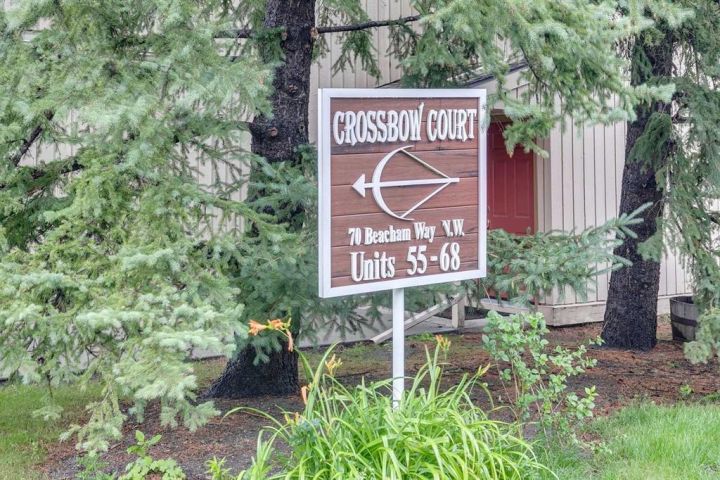 CROSSBOW COURT
70 Beacham Way N.W.
Units 55-68